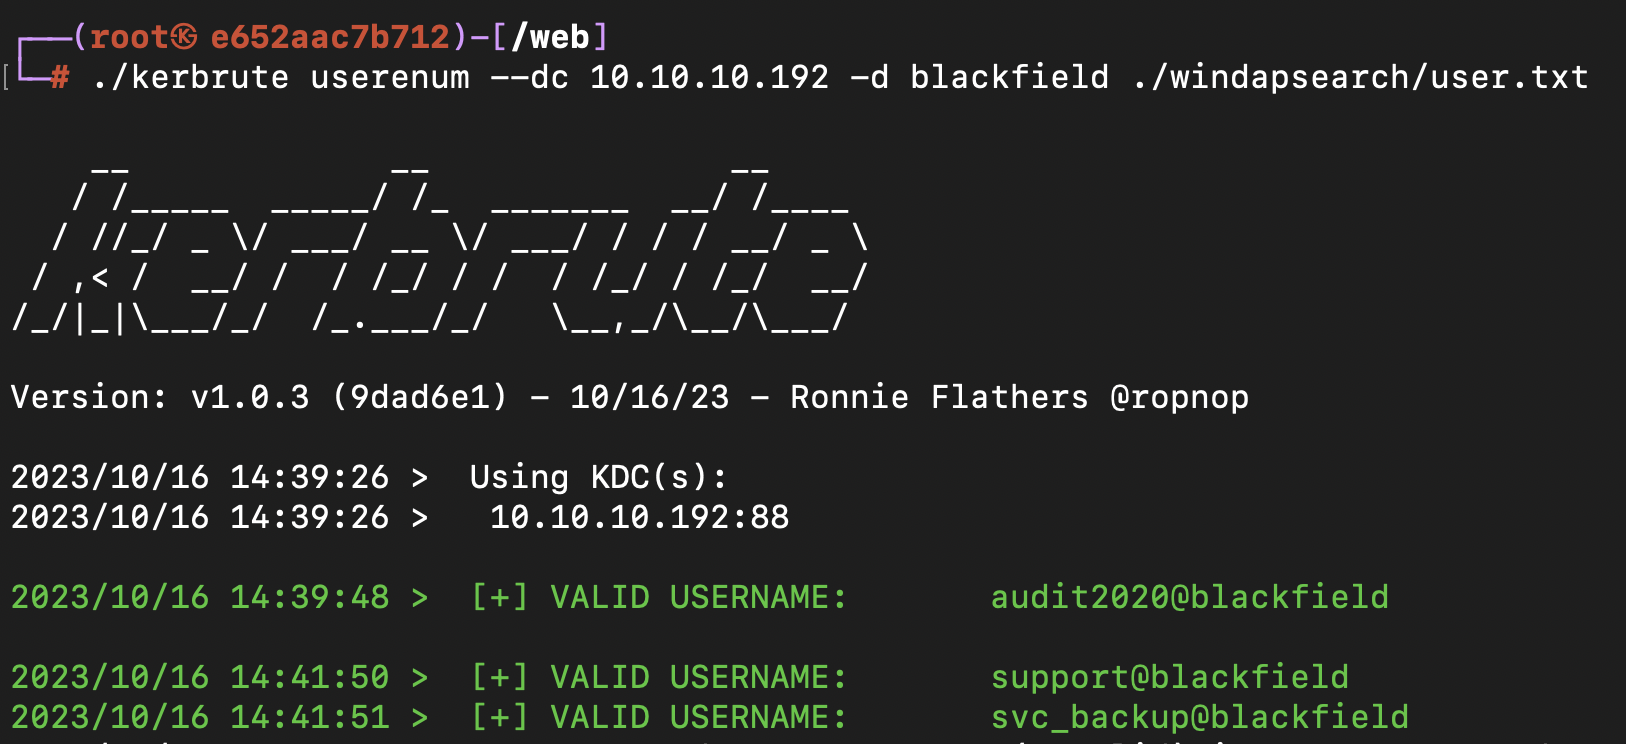 (root㉿ e652aac7b712)-[/web]
# ./kerbrute userenum --dc 10.10.10.192 -d blackfield ./windapsearch/user.txt
    __             __               __
   / /_____  _____/ /_  _______  __/ /____
  / //_/ _ \/ ___/ __ \/ ___/ / / / __/ _ \
 / ,< /  __/ /  / /_/ / /  / /_/ / /_/  __/
/_/|_|\___/_/  /_.___/_/   \__,_/\__/\___/
Version: v1.0.3 (9dad6e1) - 10/16/23 - Ronnie Flathers @ropnop
2023/10/16 14:39:26 >  Using KDC(s):
2023/10/16 14:39:26 >   10.10.10.192:88
2023/10/16 14:39:48 >  [+] VALID USERNAME:       audit2020@blackfield
2023/10/16 14:41:50 >  [+] VALID USERNAME:       support@blackfield
2023/10/16 14:41:51 >  [+] VALID USERNAME:       svc_backup@blackfield